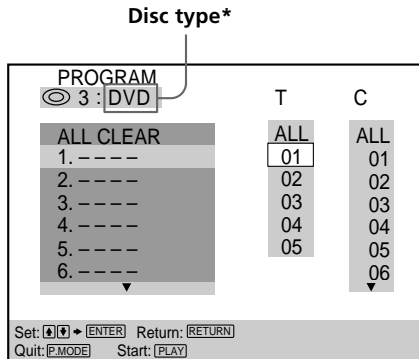 Disc type*
PROGRAM
3 : DVD
T C
ALL CLEAR
1. – – – –
2. – – – –
3. – – – –
4. – – – –
5. – – – –
6. – – – –
ALL
01
02
03
04
05
ALL
01
02
03
04
05
06
Set: ENTER Return: RETURN
Quit: P.MODE Start: PLAY